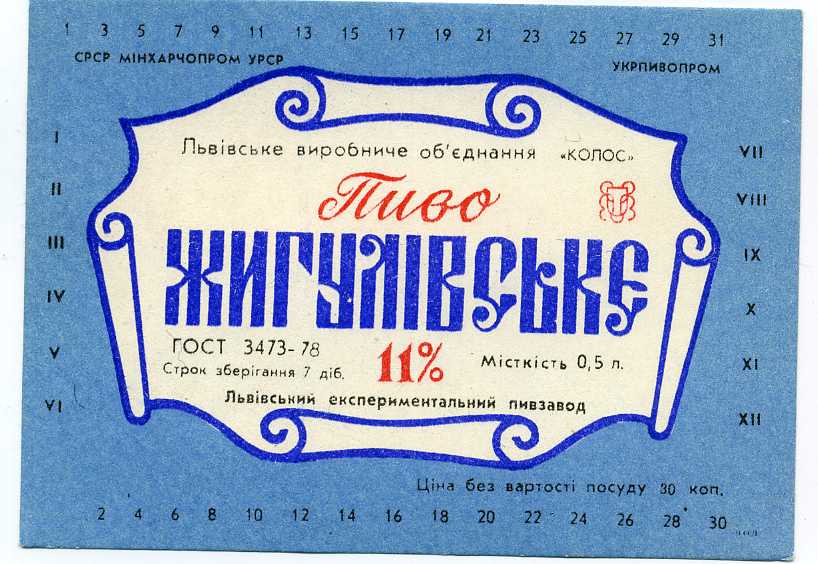 1 3 5 7 9 11 13 15 17 19 21 23 25 27 29 31
СРСР МІНХАРЧОПРОМ УРСР
УКРПИВОПРОМ
Львівське виробниче об'єднання «КОЛОС»
Пиво
ЖИГУЛІВСЬКЕ
ГОСТ 3473-78
Строк зберігання 7 діб.
11%
Місткість 0,5 л.
Львівський експериментальний пивзавод
I
II
III
IV
V
VI
VII
VIII
IX
X
XI
XII
Ціна без вартості посуду 30 коп.
2 4 6 8 10 12 14 16 18 20 22 24 26 28 30